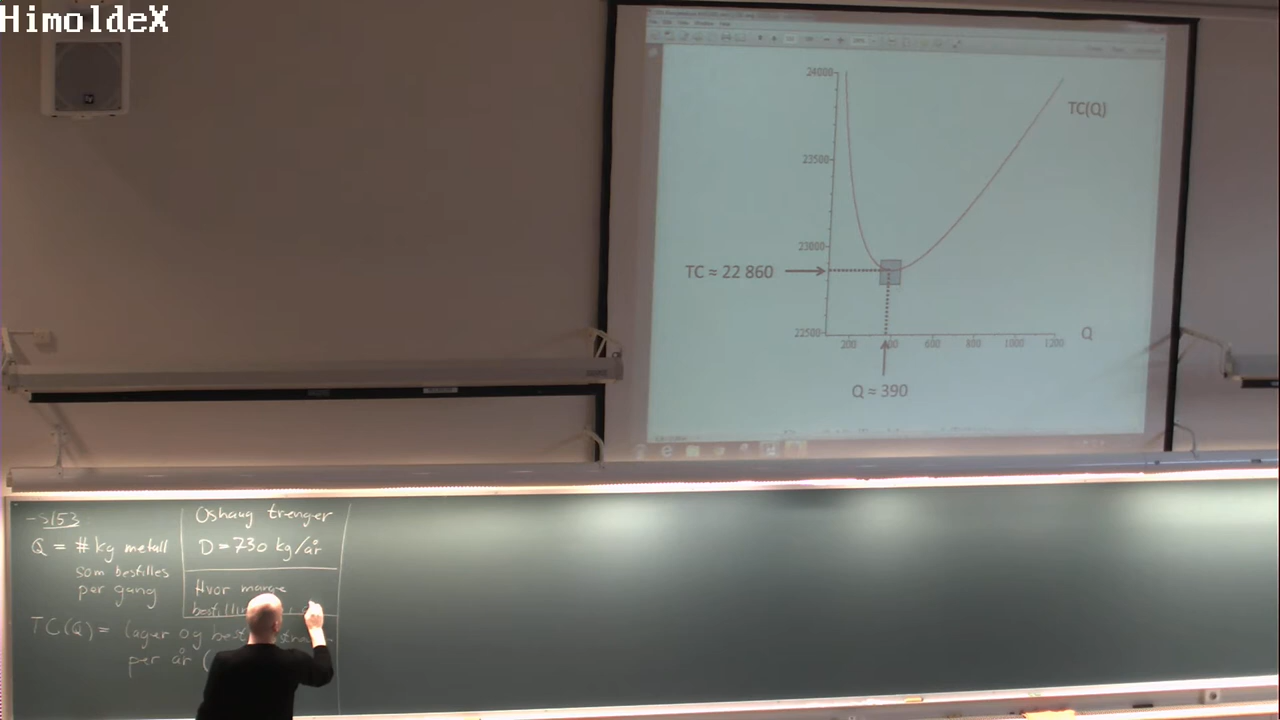 HimoldeX
24000
TC(Q)
23500
23000
TC = 22 860
22500
Q
200
400
600
800
1000
1200
Q = 390
- S153
Q = # kg metall
som bestilles
per gang
TC(Q) = lager og
per år (
Oshaug trenger
D = 730 kg/år
Hvor mange